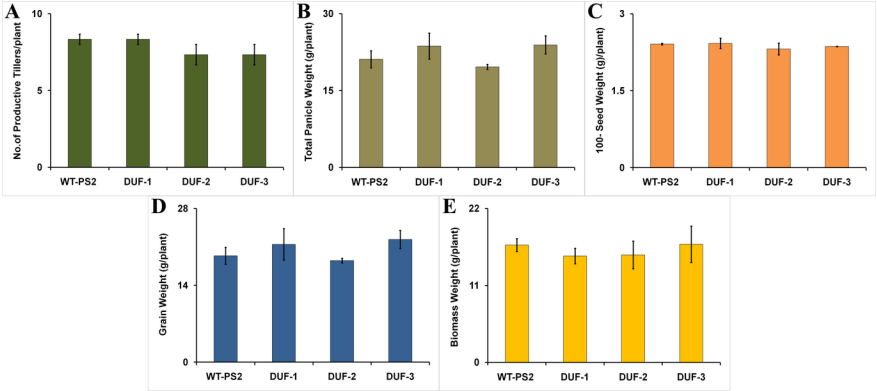 A
No.of Productive Tillers/plant
10
5
0
WT-PS2 DUF-1 DUF-2 DUF-3
B
Total Panicle Weight (g/plant)
30
15
0
WT-PS2 DUF-1 DUF-2 DUF-3
C
100- Seed Weight (g)/plant)
3
1.5
0
WT-PS2 DUF-1 DUF-2 DUF-3
D
Grain Weight (g/plant)
28
14
0
WT-PS2 DUF-1 DUF-2 DUF-3
E
Biomass Weight (g/plant)
22
11
0
WT-PS2 DUF-1 DUF-2 DUF-3